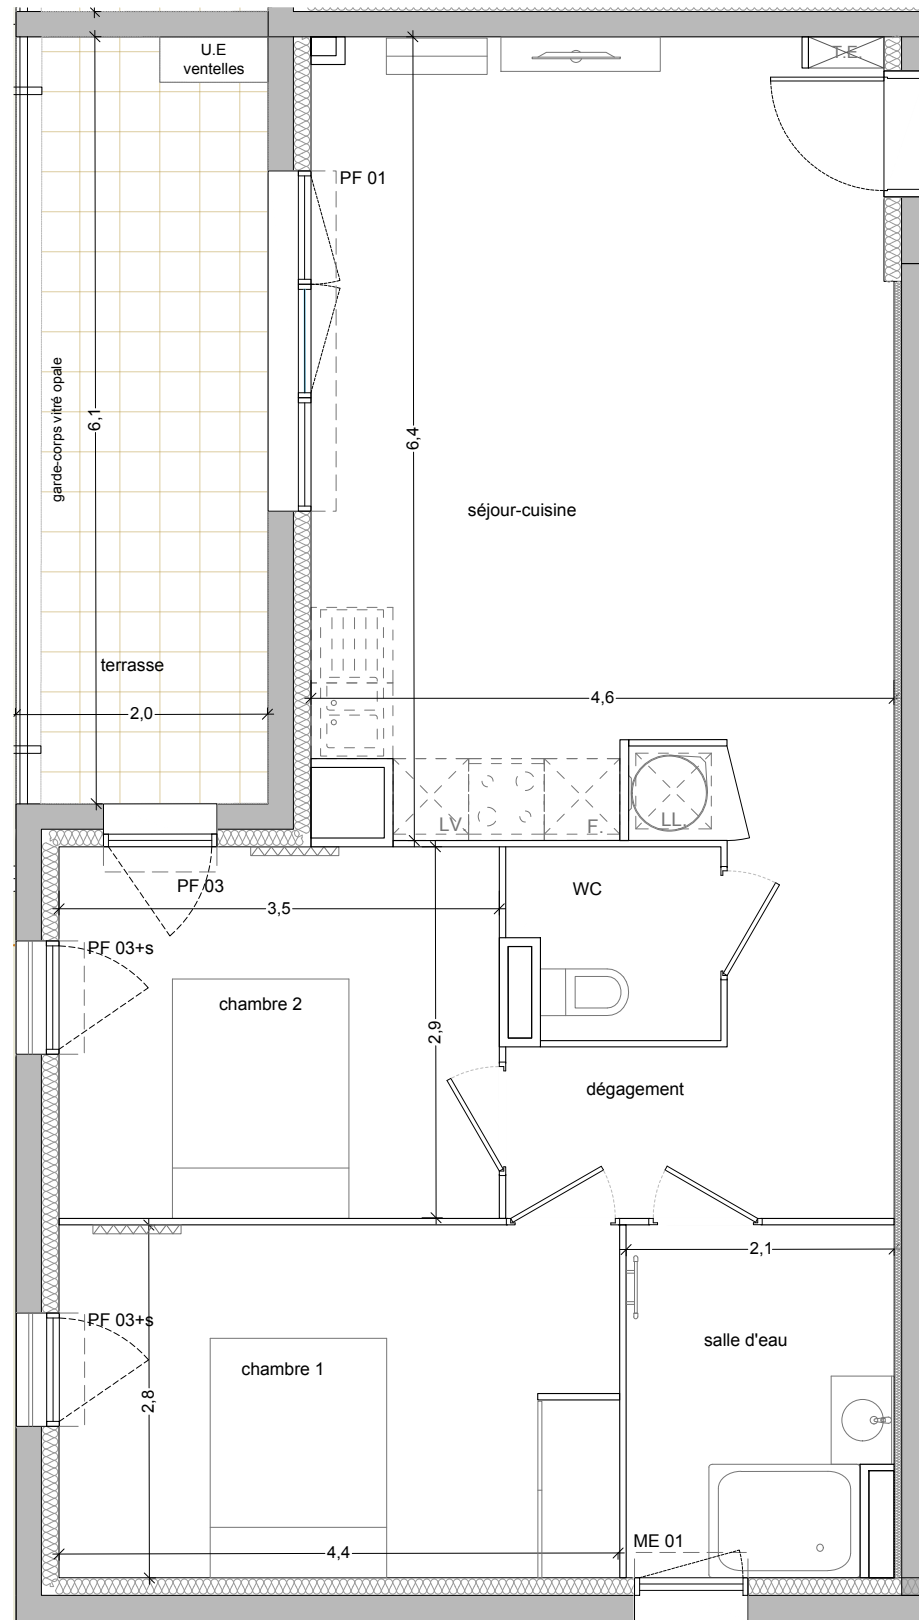 U.E
ventelles
T.E.
PF 01
garde-corps vitré opale
6,1
6,4
séjour-cuisine
terrasse
2,0
4,6
LV.
F.
LL.
PF 03
WC
3,5
PF 03+s
chambre 2
2,9
dégagement
2,1
PF 03+s
salle d'eau
chambre 1
2,8
ME 01
4,4